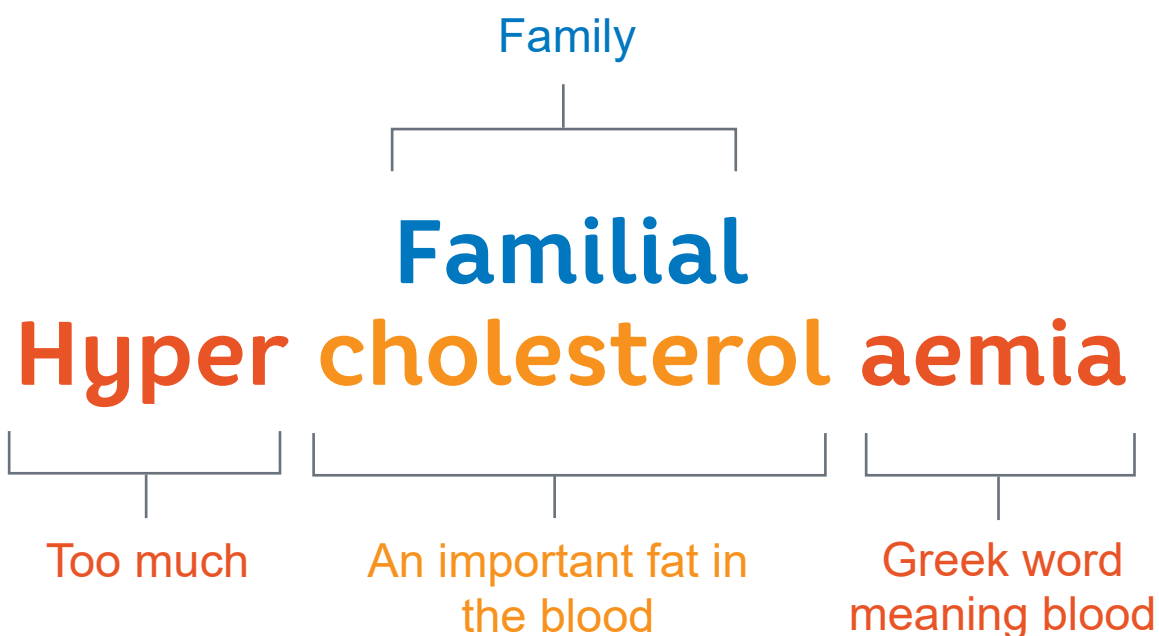 Family
Familial
Hyper cholesterol aemia
Too much
An important fat in
the blood
Greek word
meaning blood